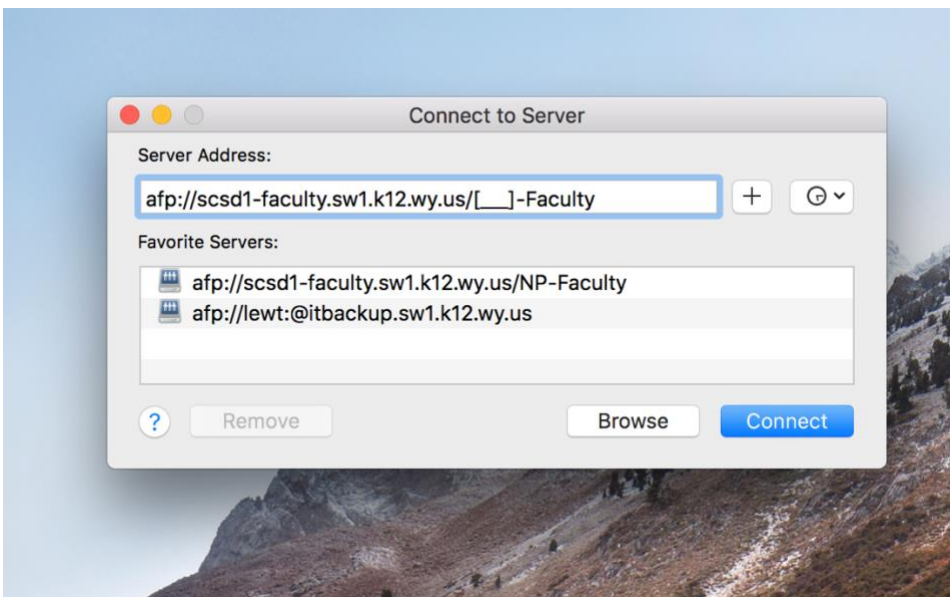 Connect to Server
Server Address:
afp://scsd1-faculty.sw1.k12.wy.us/[___]-Faculty
Favorite Servers:
afp://scsd1-faculty.sw1.k12.wy.us/NP-Faculty
afp://lewt:@itbackup.sw1.k12.wy.us
? Remove Browse Connect